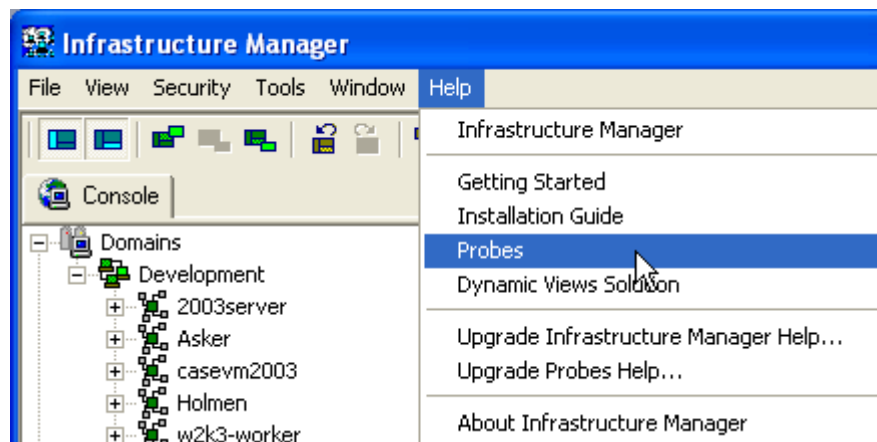 Infrastructure Manager
File View Security Tools Window Help
Infrastructure Manager
Getting Started
Installation Guide
Probes
Dynamic Views Solution
Upgrade Infrastructure Manager Help...
Upgrade Probes Help...
About Infrastructure Manager
Console
Domains
Development
2003server
Asker
casevm2003
Holmen
w2k3-worker